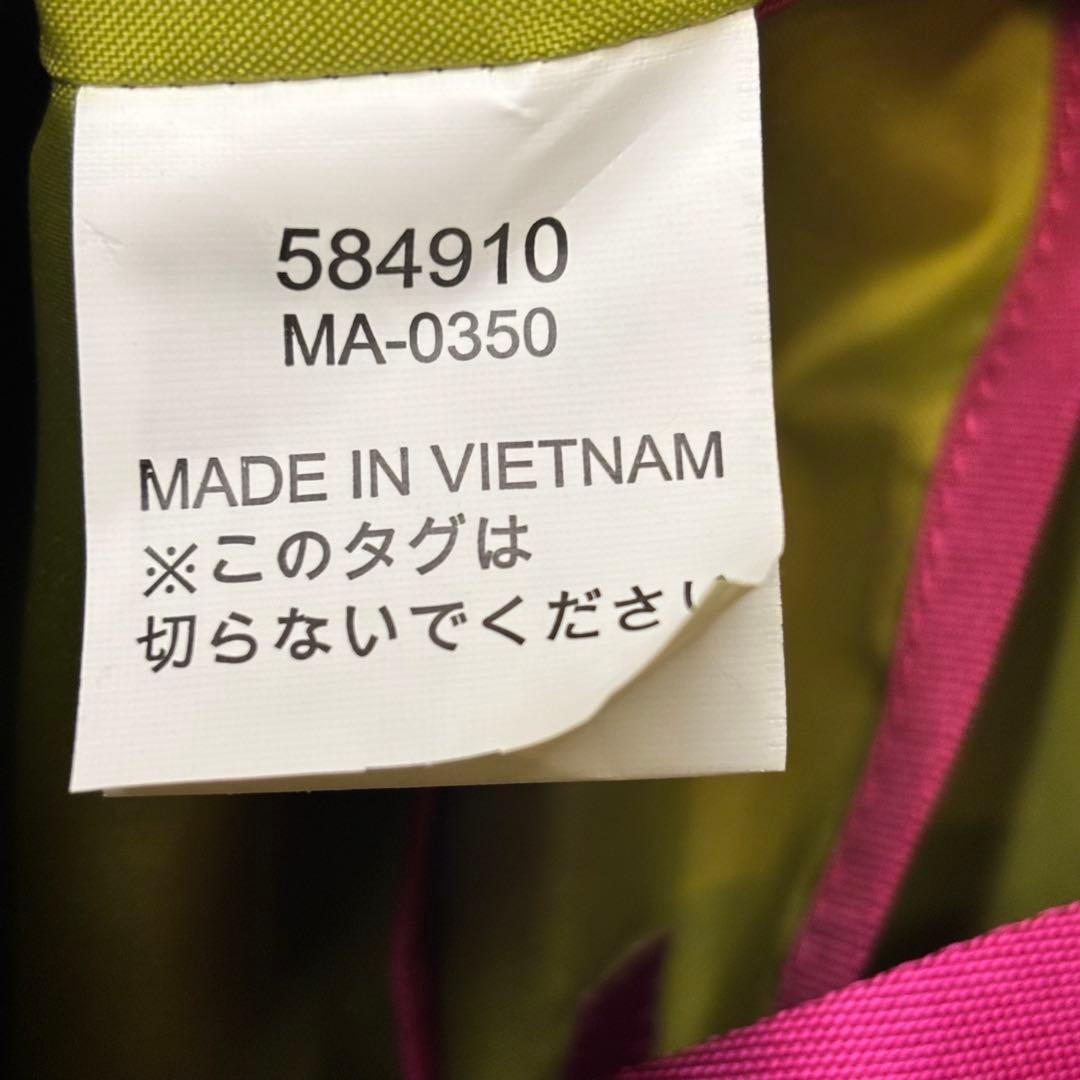 584910
MA-0350
MADE IN VIETNAM
※このタグは
切らないでください